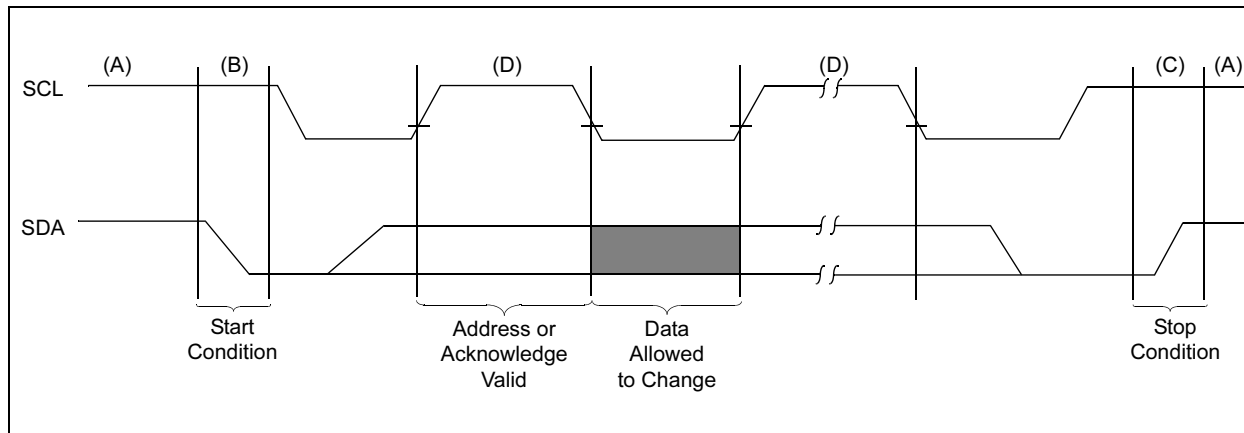 (A)
(B)
(D)
(D)
(C)
(A)
SCL
SDA
Start
Condition
Address or
Acknowledge
Valid
Data
Allowed
to Change
Stop
Condition